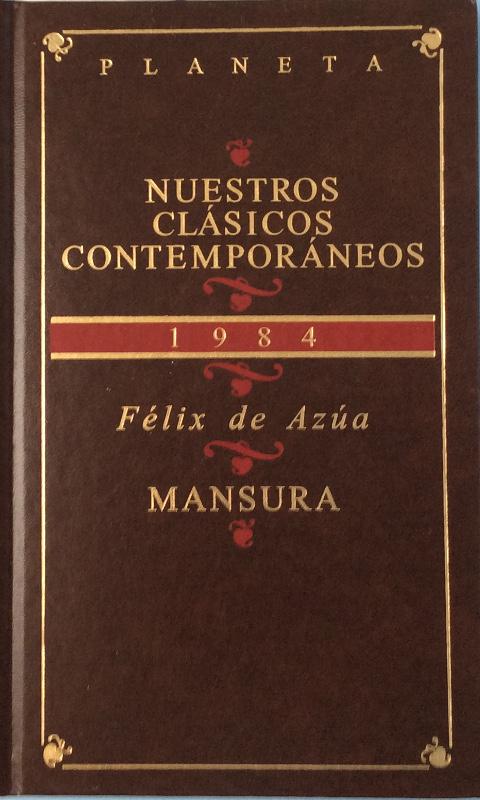 PLANETA
NUESTROS
CLÁSICOS
CONTEMPORÁNEOS
1984
Félix de Azúa
MANSURA